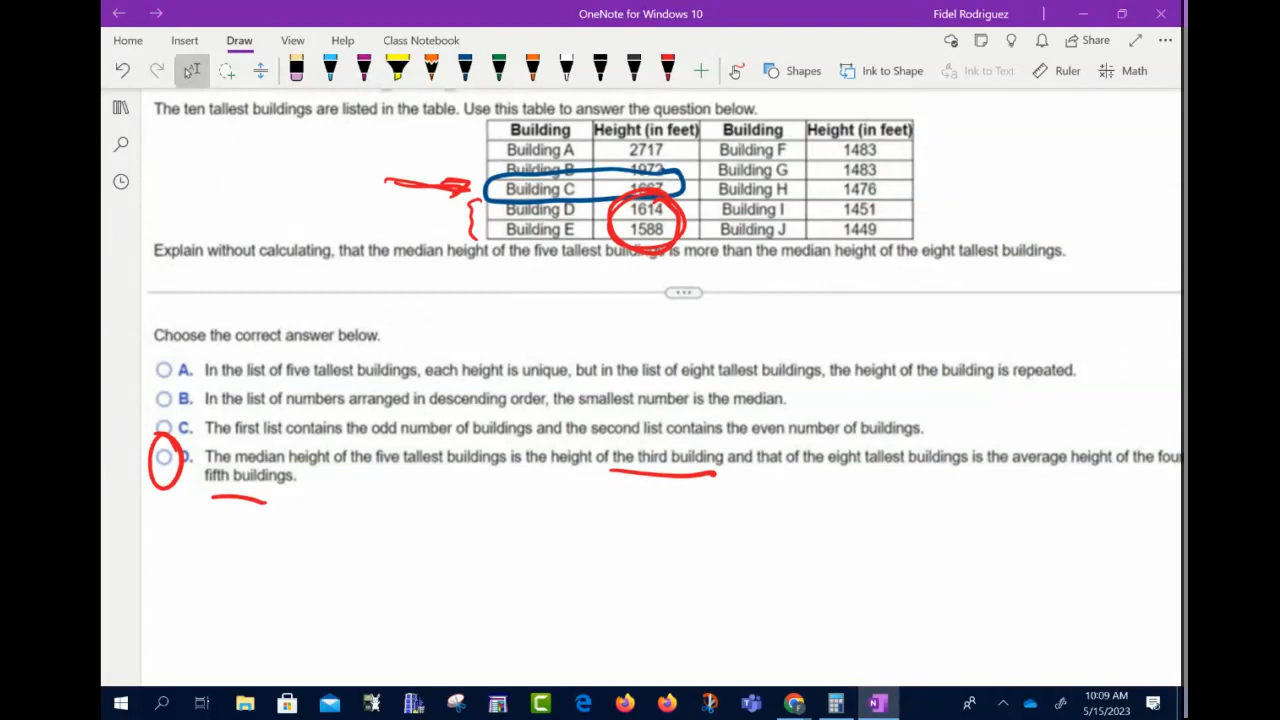 OneNote for Windows 10
Fidel Rodriguez
Home Insert Draw View Help Class Notebook Share
Shapes Ink to Shape Ink to Text Ruler Math
The ten tallest buildings are listed in the table. Use this table to answer the question below.
Building Height (in feet) Building Height (in feet)
Building A 2717 Building F 1483
Building B 1972 Building G 1483
Building C 1667 Building H 1476
Building D 1614 Building I 1451
Building E 1588 Building J 1449
Explain without calculating, that the median height of the five tallest buildings is more than the median height of the eight tallest buildings.
Choose the correct answer below.
A. In the list of five tallest buildings, each height is unique, but in the list of eight tallest buildings, the height of the building is repeated.
B. In the list of numbers arranged in descending order, the smallest number is the median.
C. The first list contains the odd number of buildings and the second list contains the even number of buildings.
D. The median height of the five tallest buildings is the height of the third building and that of the eight tallest buildings is the average height of the four
fifth buildings.
10:09 AM
5/15/2023